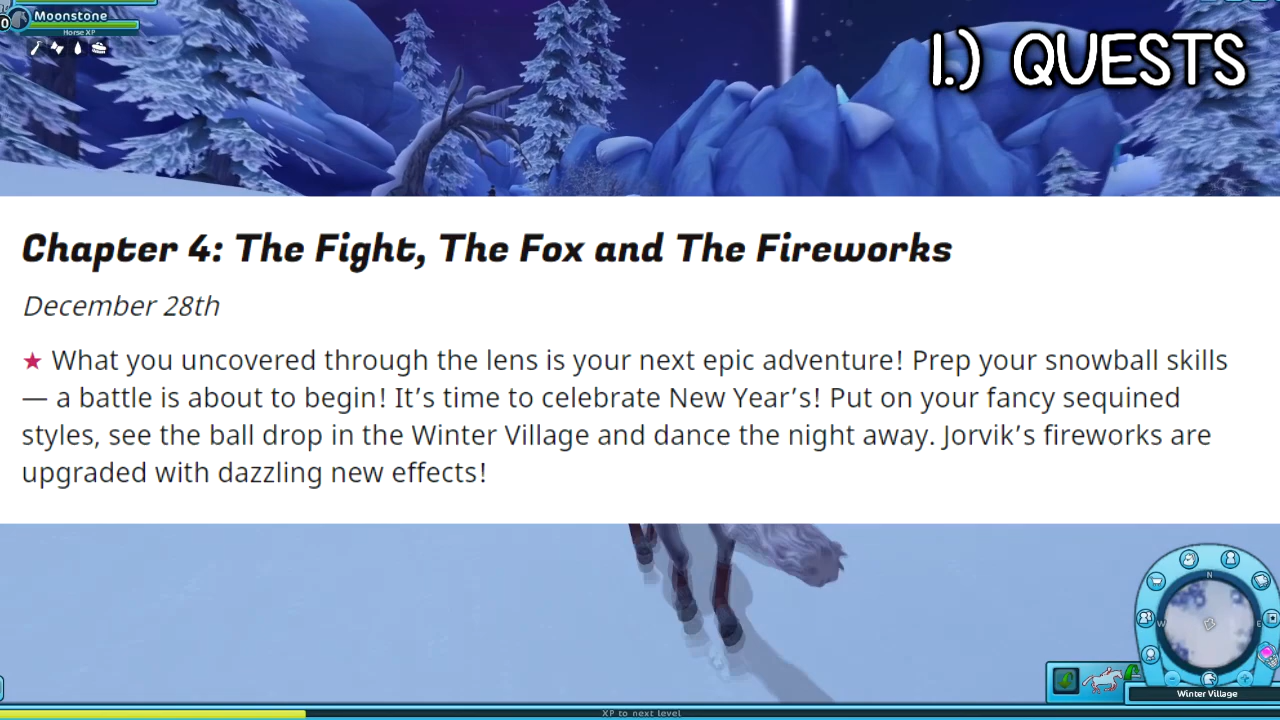 Moonstone
0
Horse XP
1.) QUESTS
Chapter 4: The Fight, The Fox and The Fireworks
December 28th
★ What you uncovered through the lens is your next epic adventure! Prep your snowball skills
— a battle is about to begin! It’s time to celebrate New Year’s! Put on your fancy sequined
styles, see the ball drop in the Winter Village and dance the night away. Jorvik’s fireworks are
upgraded with dazzling new effects!
N
W
E
Winter Village
XP to next level